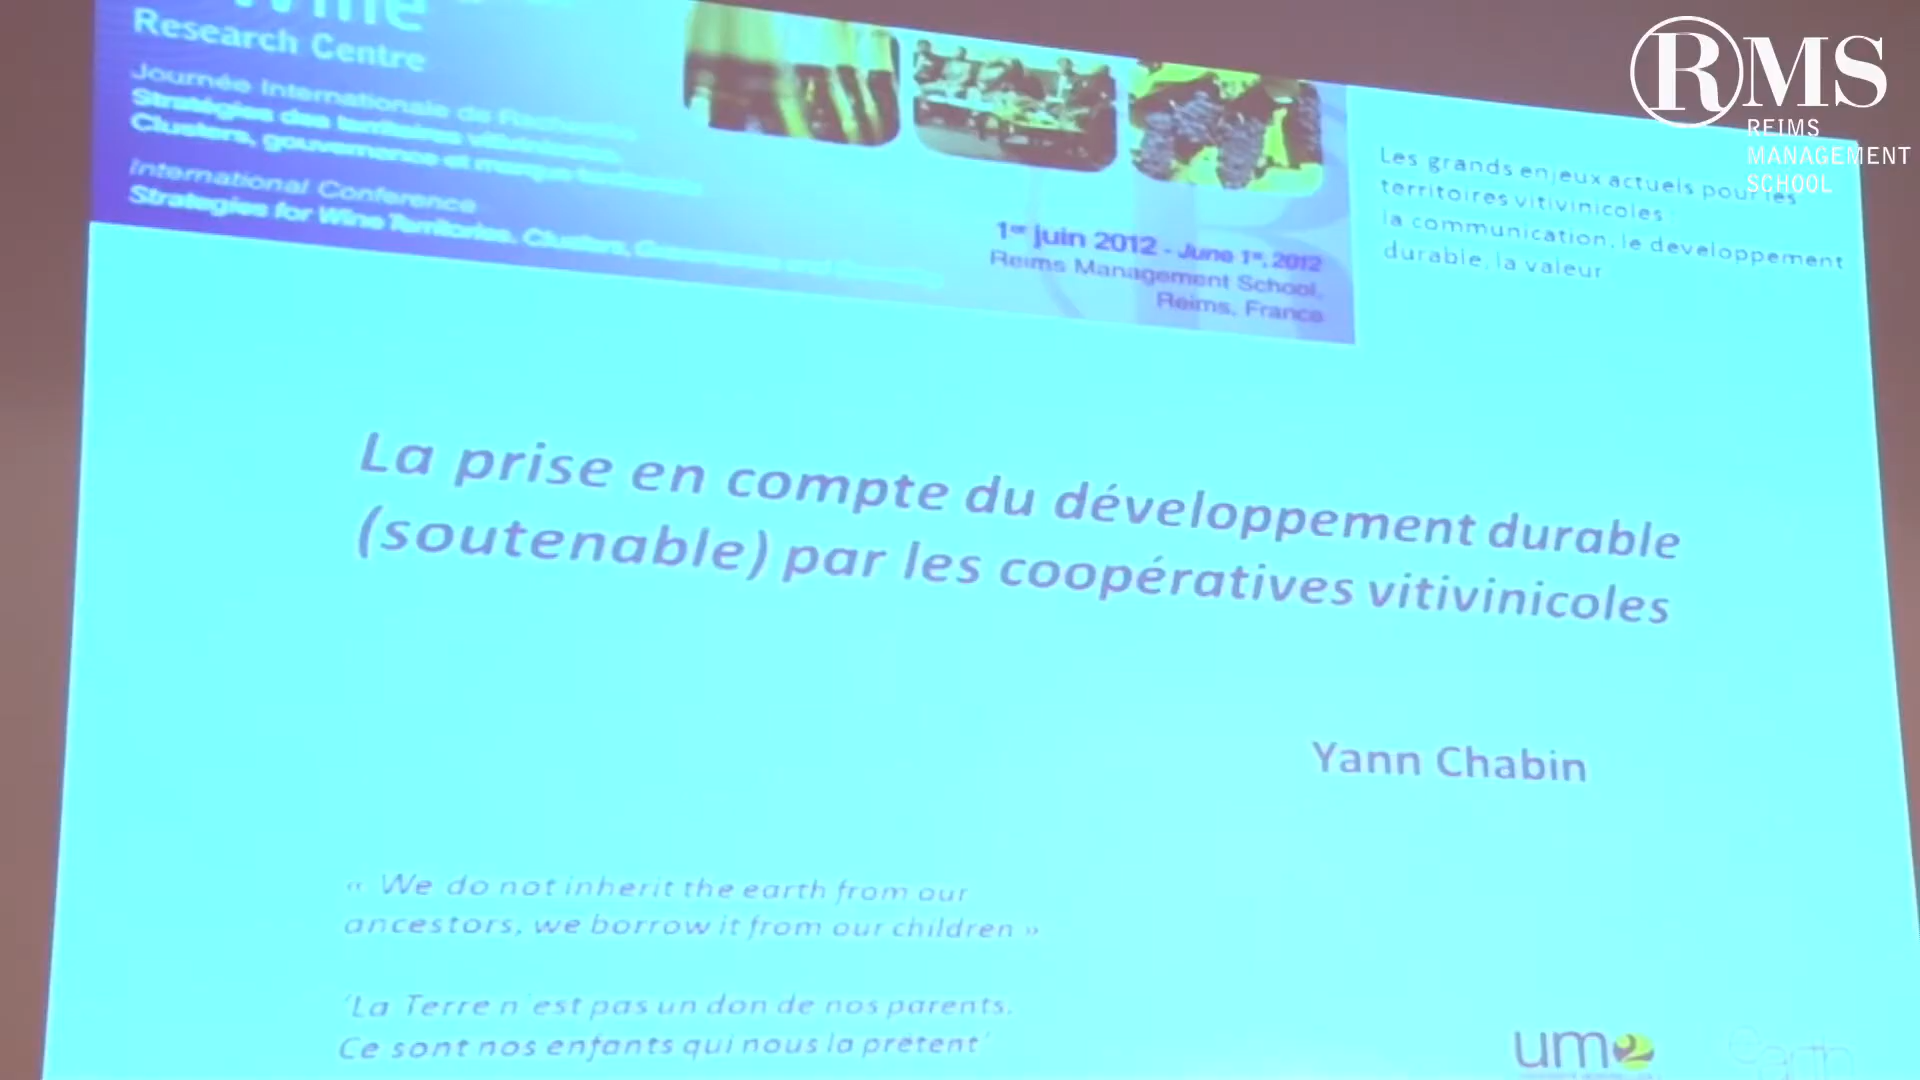 Wine
Research Centre
Journée Internationale de Recherche
Stratégies des territoires vitivinicoles,
Clusters, gouvernance et marque territoriale
International Conference
Strategies for Wine Territories. Clusters, Governance and
1er juin 2012 - June 1st, 2012
Reims Management School,
Reims, France
Les grands enjeux actuels pour les
territoires vitivinicoles :
la communication, le developpement
durable, la valeur
RMS
REIMS
MANAGEMENT
SCHOOL
La prise en compte du développement durable
(soutenable) par les coopératives vitivinicoles
Yann Chabin
« We do not inherit the earth from our
ancestors, we borrow it from our children »
'La Terre n'est pas un don de nos parents.
Ce sont nos enfants qui nous la prêtent'
um2